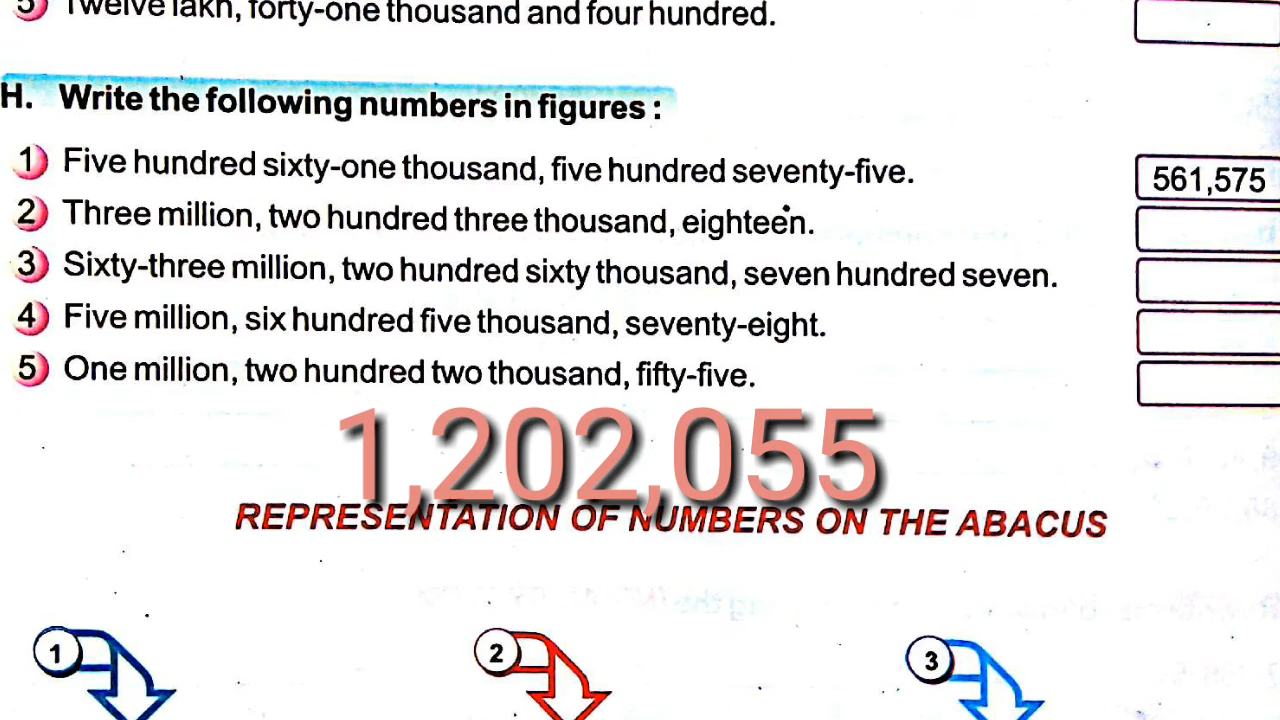 5 Twelve lakh, forty-one thousand and four hundred.
H. Write the following numbers in figures :
1 Five hundred sixty-one thousand, five hundred seventy-five. 561,575
2 Three million, two hundred three thousand, eighteen.
3 Sixty-three million, two hundred sixty thousand, seven hundred seven.
4 Five million, six hundred five thousand, seventy-eight.
5 One million, two hundred two thousand, fifty-five.
1,202,055
REPRESENTATION OF NUMBERS ON THE ABACUS
1 2 3